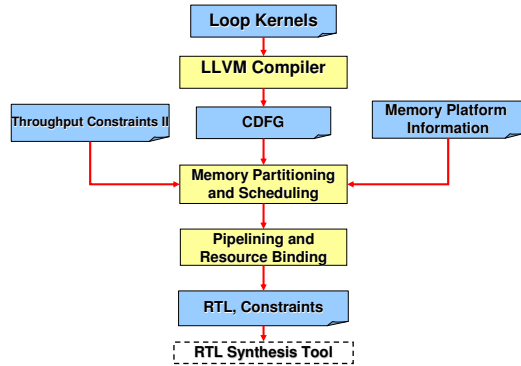 Loop Kernels
LLVM Compiler
Throughput Constraints II
CDFG
Memory Platform
Information
Memory Partitioning
and Scheduling
Pipelining and
Resource Binding
RTL, Constraints
RTL Synthesis Tool